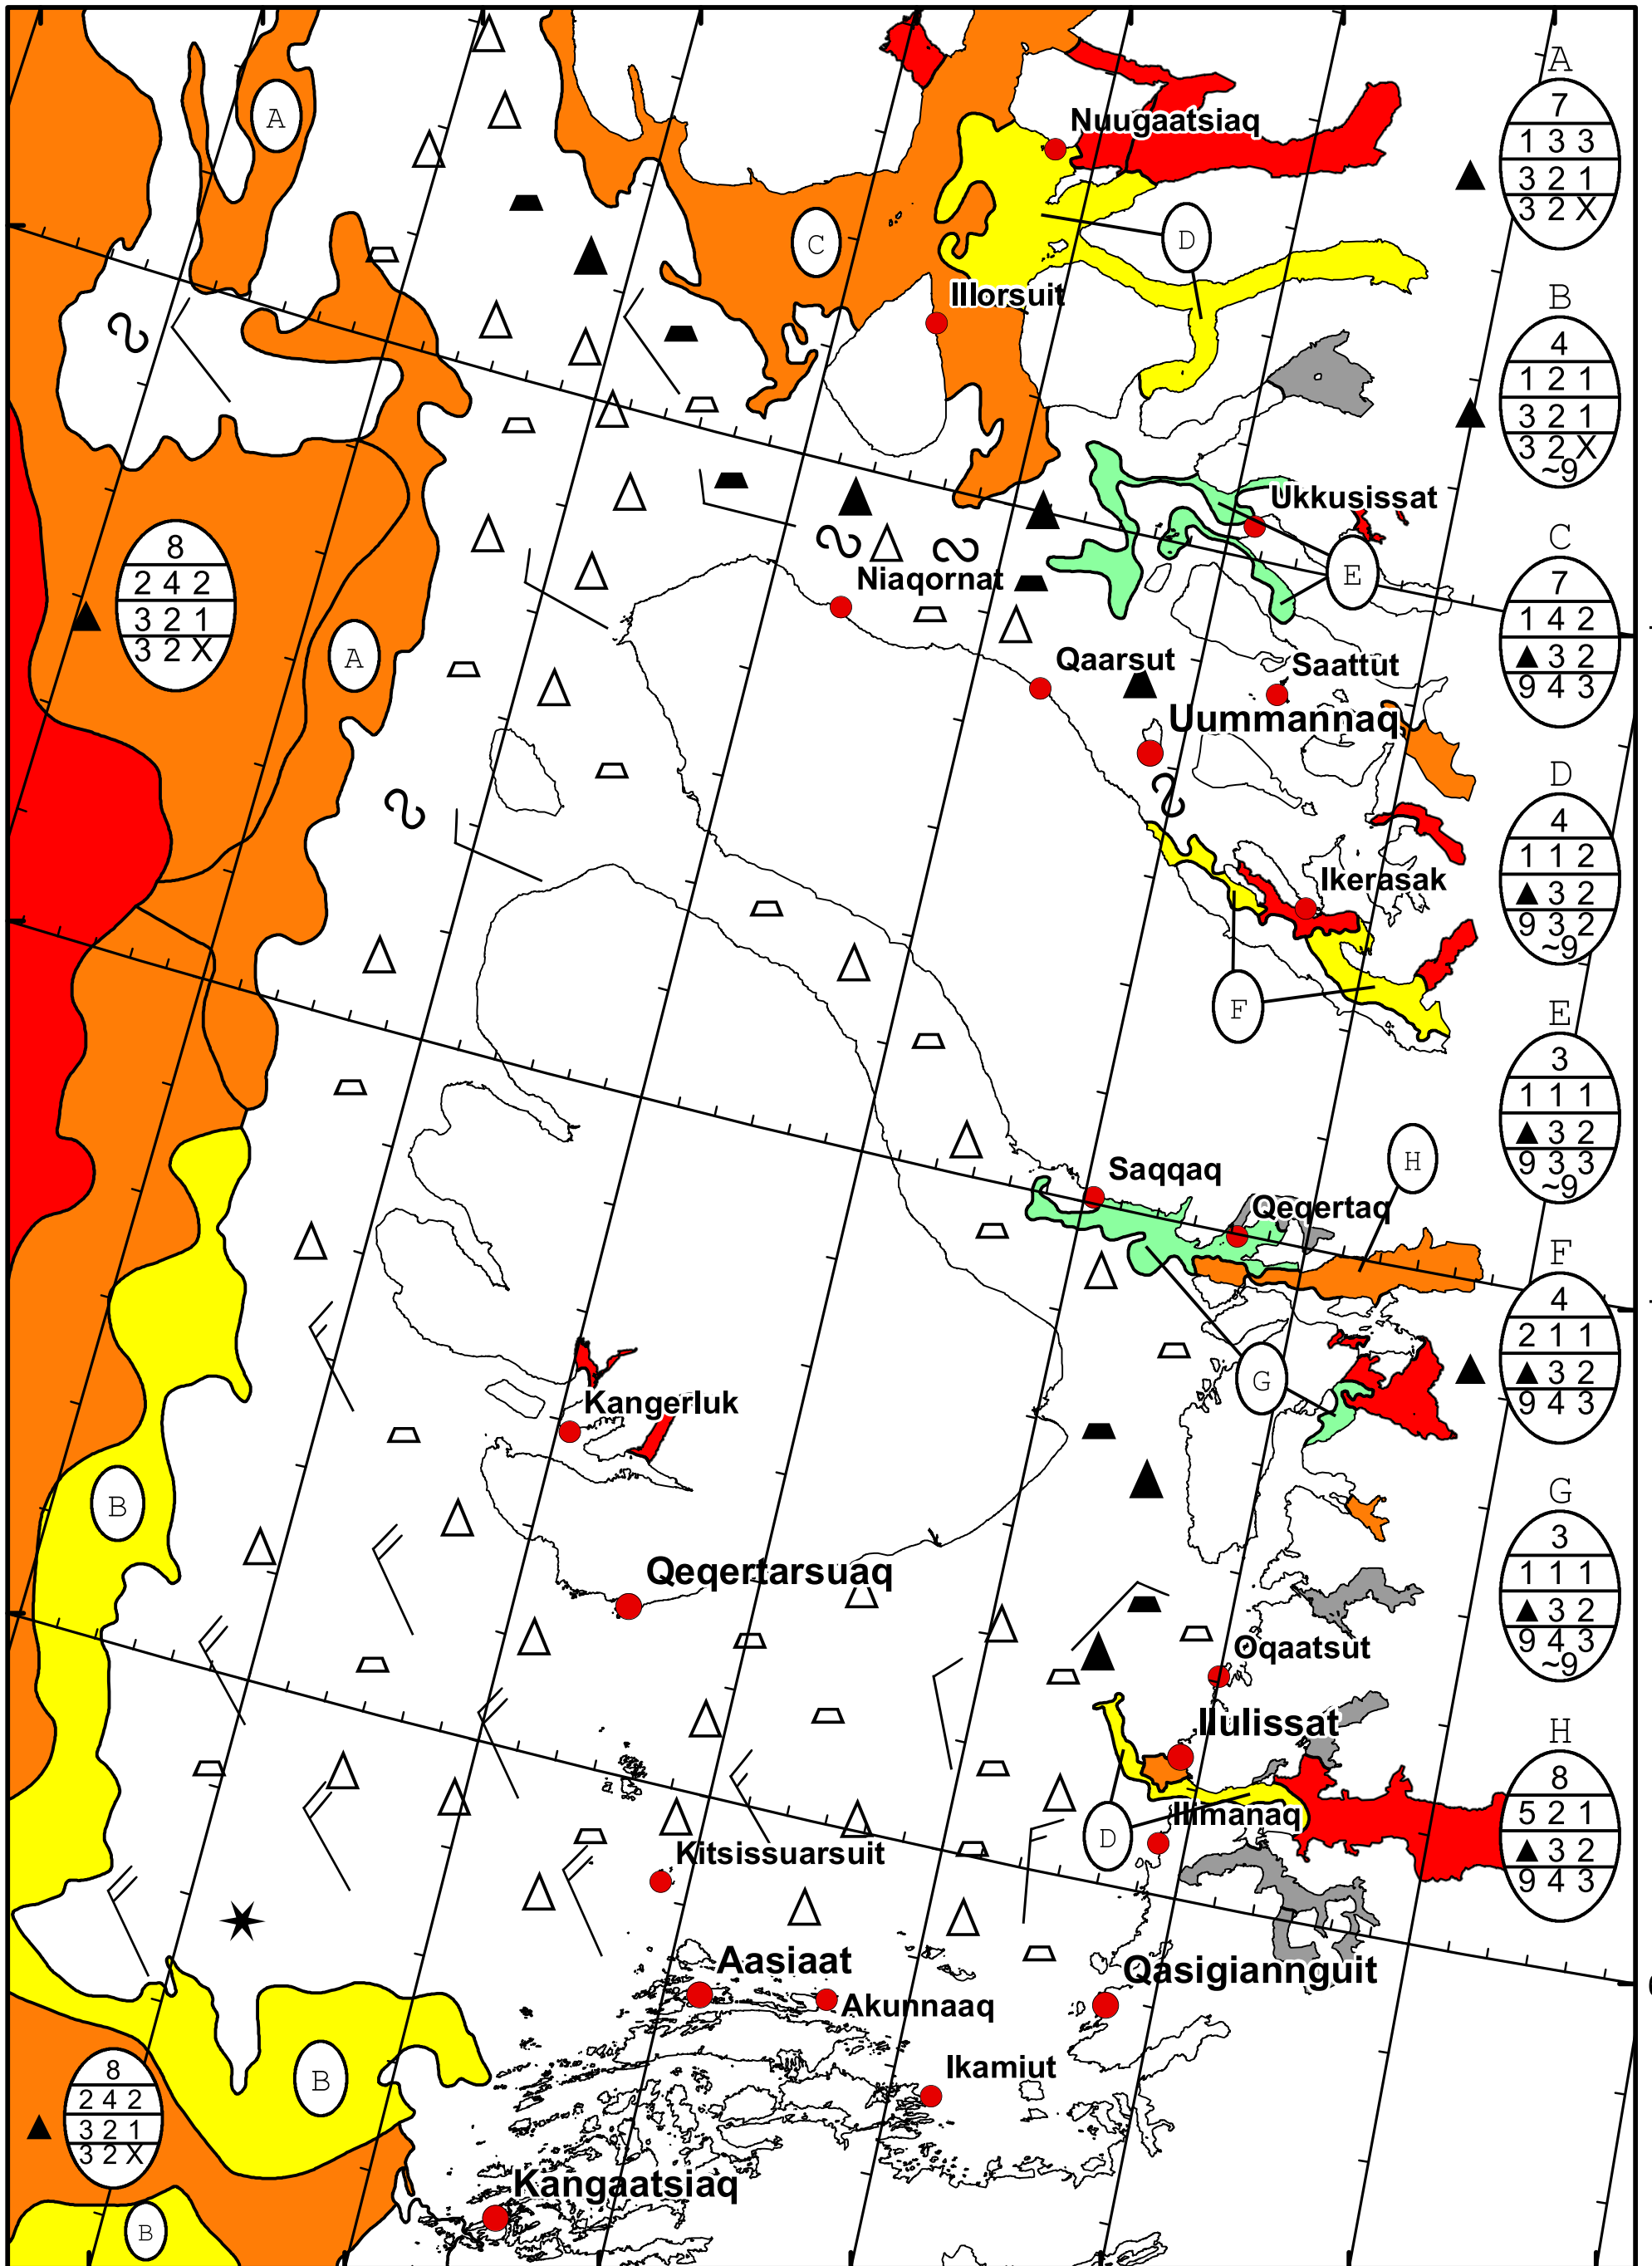 A
7
1 3 3
3 2 1
3 2 X
A
Nuugaatsiaq
C
D
Illorsuit
B
4
1 2 1
3 2 1
3 2 X
~9
Ukkusissat
8
2 4 2
3 2 1
3 2 X
C
7
1 4 2
▲ 3 2
9 4 3
E
Niaqornat
A
Qaarsut
Saattut
Uummannaq
D
4
1 1 2
▲ 3 2
9 3 2
~9
Ikerasak
F
E
3
1 1 1
▲ 3 2
9 3 3
~9
H
Saqqaq
Qeqertaq
F
4
2 1 1
▲ 3 2
9 4 3
G
Kangerluk
B
G
3
1 1 1
▲ 3 2
9 4 3
~9
Qeqertarsuaq
Oqaatsut
Ilulissat
H
8
5 2 1
▲ 3 2
9 4 3
D
Ilimanaq
Kitsissuarsuit
Aasiaat
Qasigiannguit
Akunnaaq
Ikamiut
8
2 4 2
3 2 1
3 2 X
B
Kangaatsiaq
B